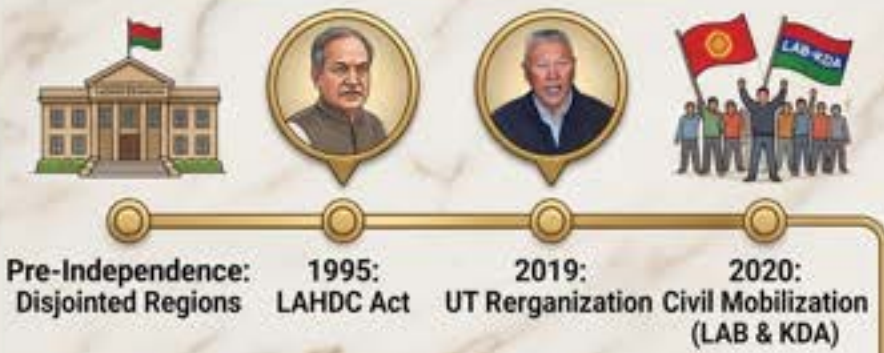 LAB-KDA
Pre-Independence:
Disjointed Regions
1995:
LAHDC Act
2019:
UT Rerganization
2020:
Civil Mobilization
(LAB & KDA)